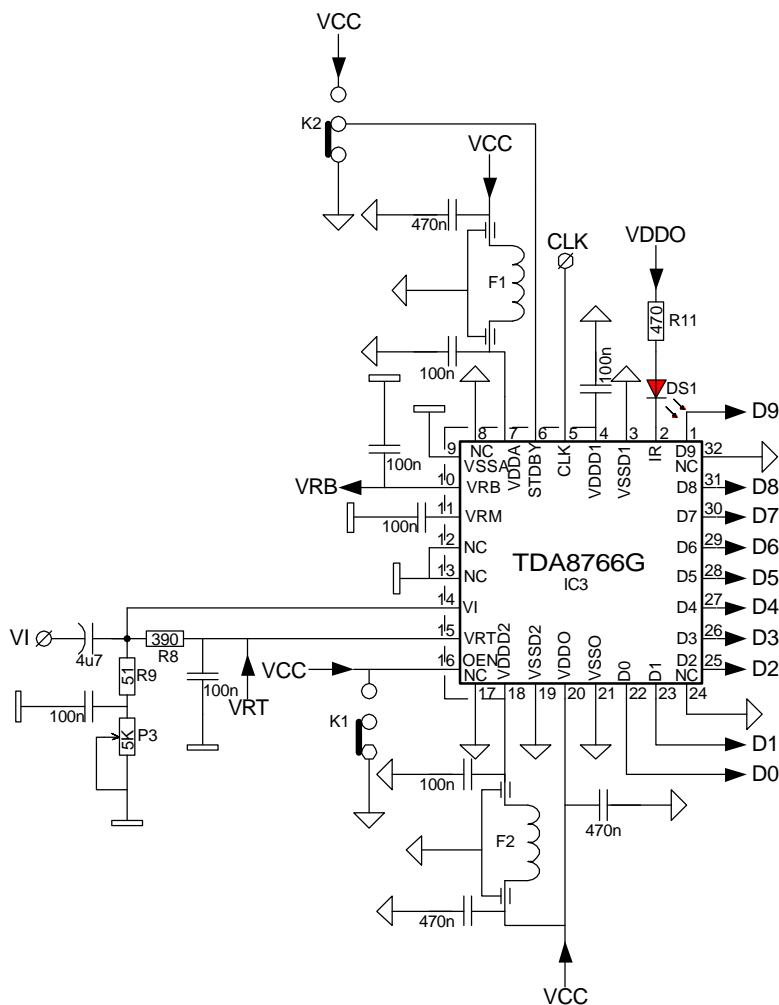 VCC
K2
VCC
470n
F1
CLK
VDDO
470
R11
100n
100n
DS1
D9
100n
8 7 6 5 4 3 2 1
9 NC VDDA STDBY CLK VDDD1 VSSD1 IR D9 32
VSSA NC
VRB 10 VRB D8 31 D8
100n 11 VRM D7 30 D7
12 NC D6 29 D6
TDA8766G
13 NC IC3 D5 28 D5
14 VI D4 27 D4
VI 4u7 390 15 VRT D3 26 D3
R8
VCC 16 OEN VDDD2 VSSD2 VDDO VSSO D0 D1 D2 25 D2
NC NC
17 18 19 20 21 22 23 24
51 R9
100n
VRT
100n
K1
5K P3
D1
D0
100n
470n
F2
470n
VCC